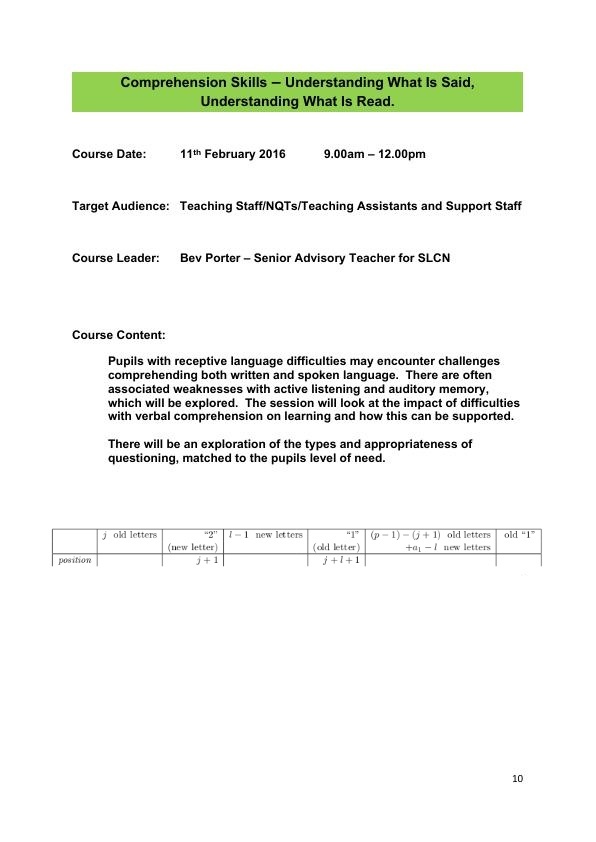 Comprehension Skills – Understanding What Is Said,
Understanding What Is Read.
Course Date: 11th February 2016 9.00am – 12.00pm
Target Audience: Teaching Staff/NQTs/Teaching Assistants and Support Staff
Course Leader: Bev Porter – Senior Advisory Teacher for SLCN
Course Content:
Pupils with receptive language difficulties may encounter challenges
comprehending both written and spoken language. There are often
associated weaknesses with active listening and auditory memory,
which will be explored. The session will look at the impact of difficulties
with verbal comprehension on learning and how this can be supported.
There will be an exploration of the types and appropriateness of
questioning, matched to the pupils level of need.
j old letters "2" l − 1 new letters "1" (p − 1) − (j + 1) old letters old "1"
(new letter) (old letter) +a₁ − l new letters
position j + 1 j + l + 1
10